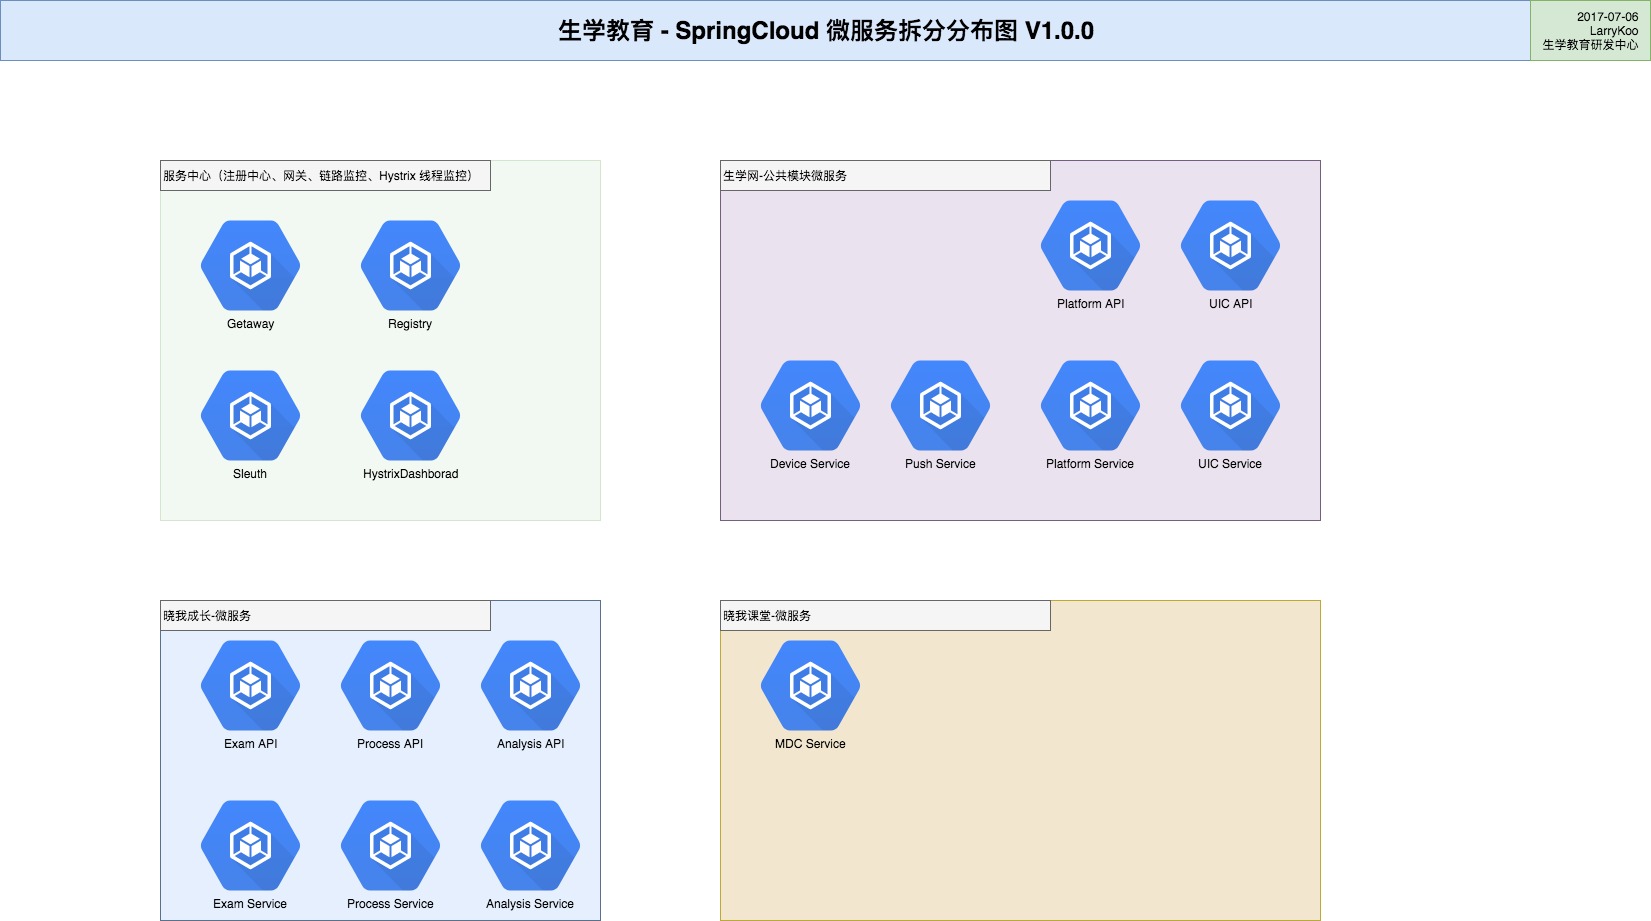 生学教育 - SpringCloud 微服务拆分分布图 V1.0.0
2017-07-06
LarryKoo
生学教育研发中心
服务中心（注册中心、网关、链路监控、Hystrix 线程监控）
Getaway
Registry
Sleuth
HystrixDashborad
生学网-公共模块微服务
Platform API
UIC API
Device Service
Push Service
Platform Service
UIC Service
晓我成长-微服务
Exam API
Process API
Analysis API
Exam Service
Process Service
Analysis Service
晓我课堂-微服务
MDC Service